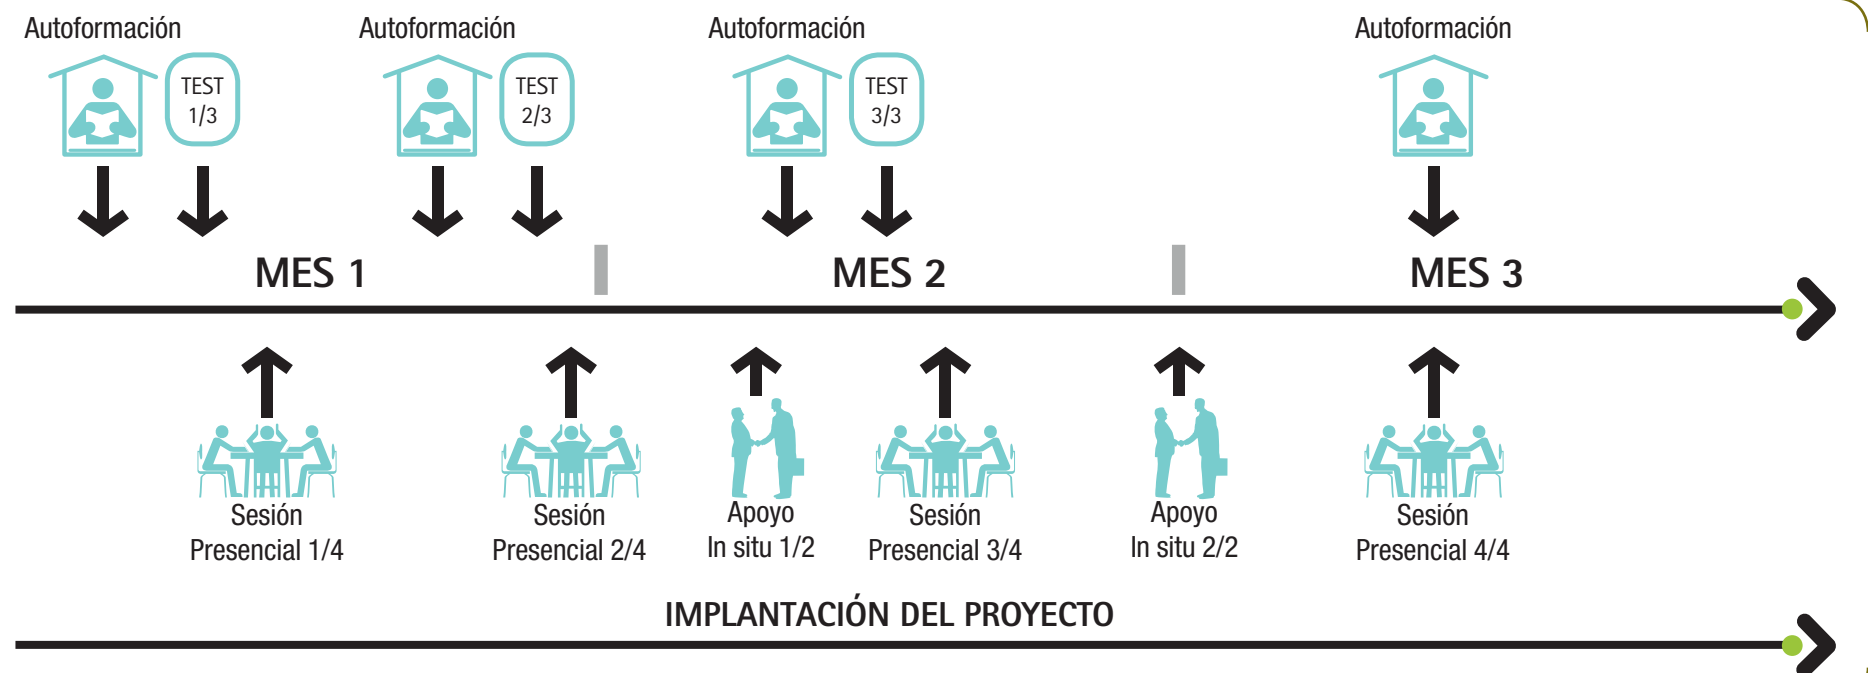 Autoformación
Autoformación
Autoformación
Autoformación
TEST
1/3
TEST
2/3
TEST
3/3
MES 1
MES 2
MES 3
Sesión
Presencial 1/4
Sesión
Presencial 2/4
Apoyo
In situ 1/2
Sesión
Presencial 3/4
Apoyo
In situ 2/2
Sesión
Presencial 4/4
IMPLANTACIÓN DEL PROYECTO